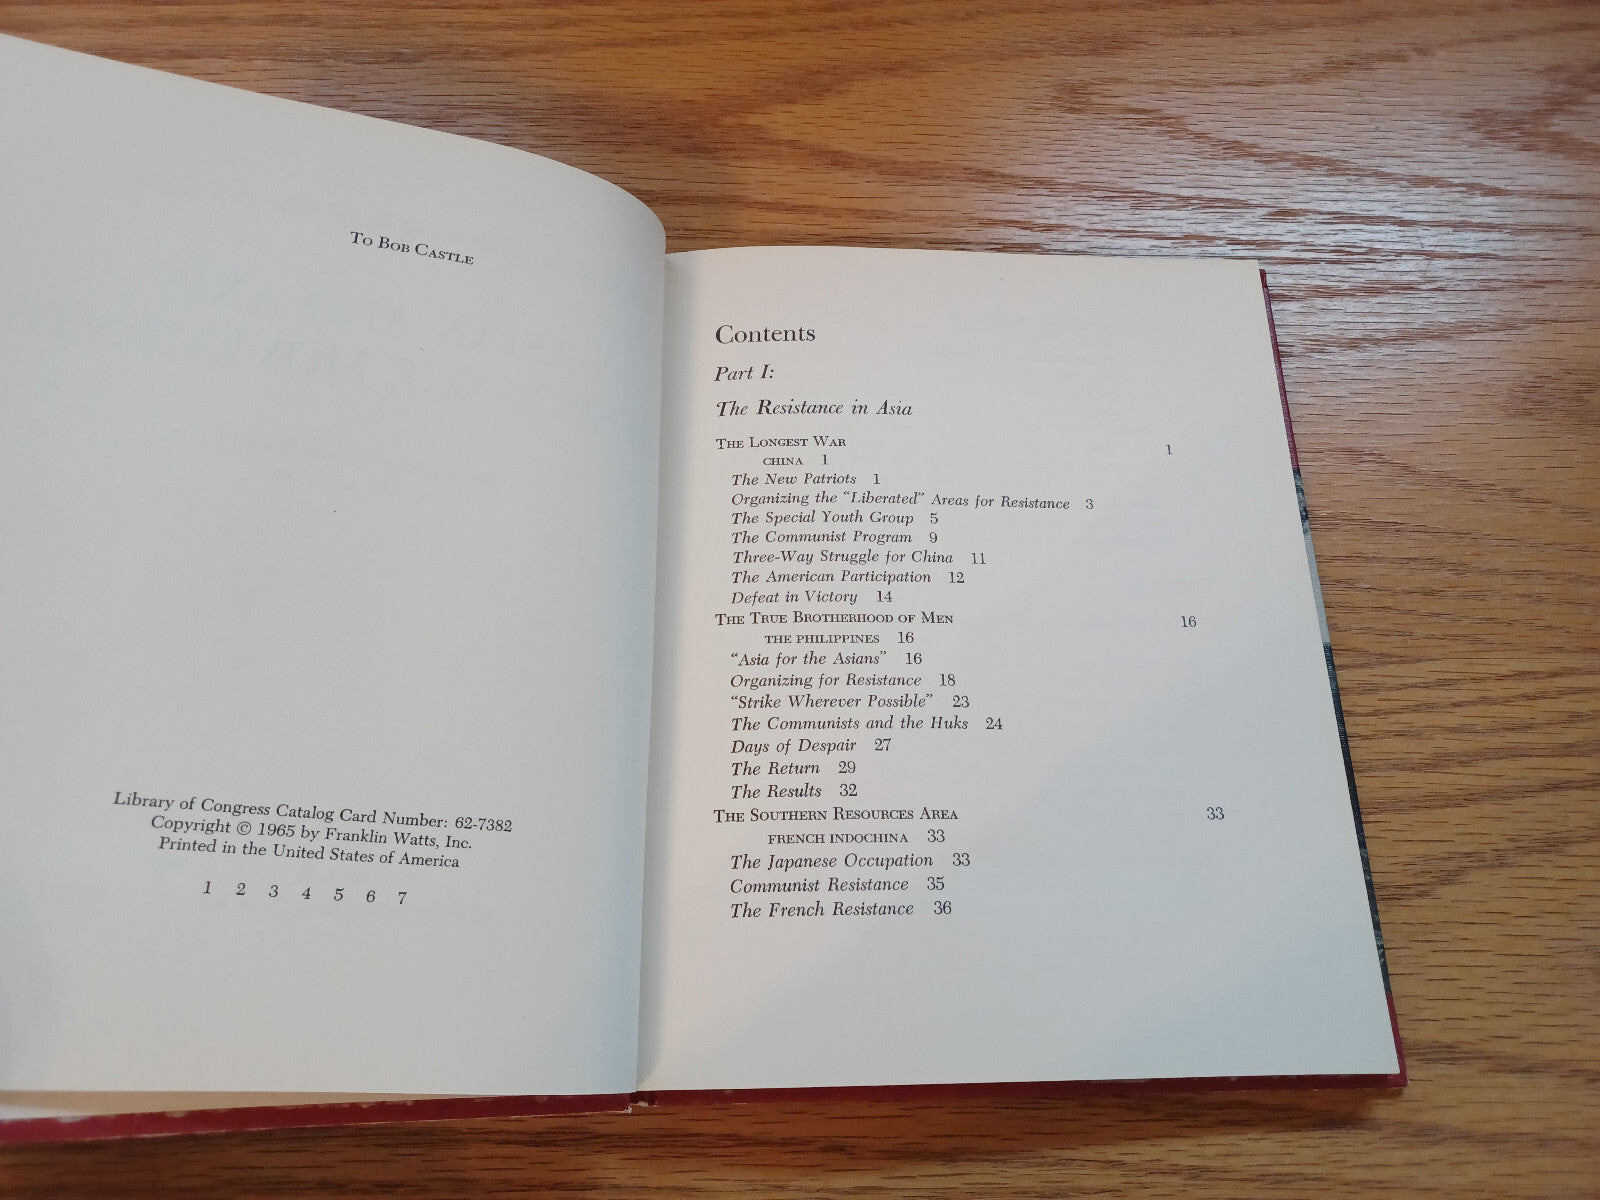 To Bob Castle
Library of Congress Catalog Card Number: 62-7382
Copyright © 1965 by Franklin Watts, Inc.
Printed in the United States of America
1 2 3 4 5 6 7
Contents
Part I:
The Resistance in Asia
The Longest War 1
CHINA 1
The New Patriots 1
Organizing the “Liberated” Areas for Resistance 3
The Special Youth Group 5
The Communist Program 9
Three-Way Struggle for China 11
The American Participation 12
Defeat in Victory 14
The True Brotherhood of Men 16
THE PHILIPPINES 16
“Asia for the Asians” 16
Organizing for Resistance 18
“Strike Wherever Possible” 23
The Communists and the Huks 24
Days of Despair 27
The Return 29
The Results 32
The Southern Resources Area 33
FRENCH INDOCHINA 33
The Japanese Occupation 33
Communist Resistance 35
The French Resistance 36